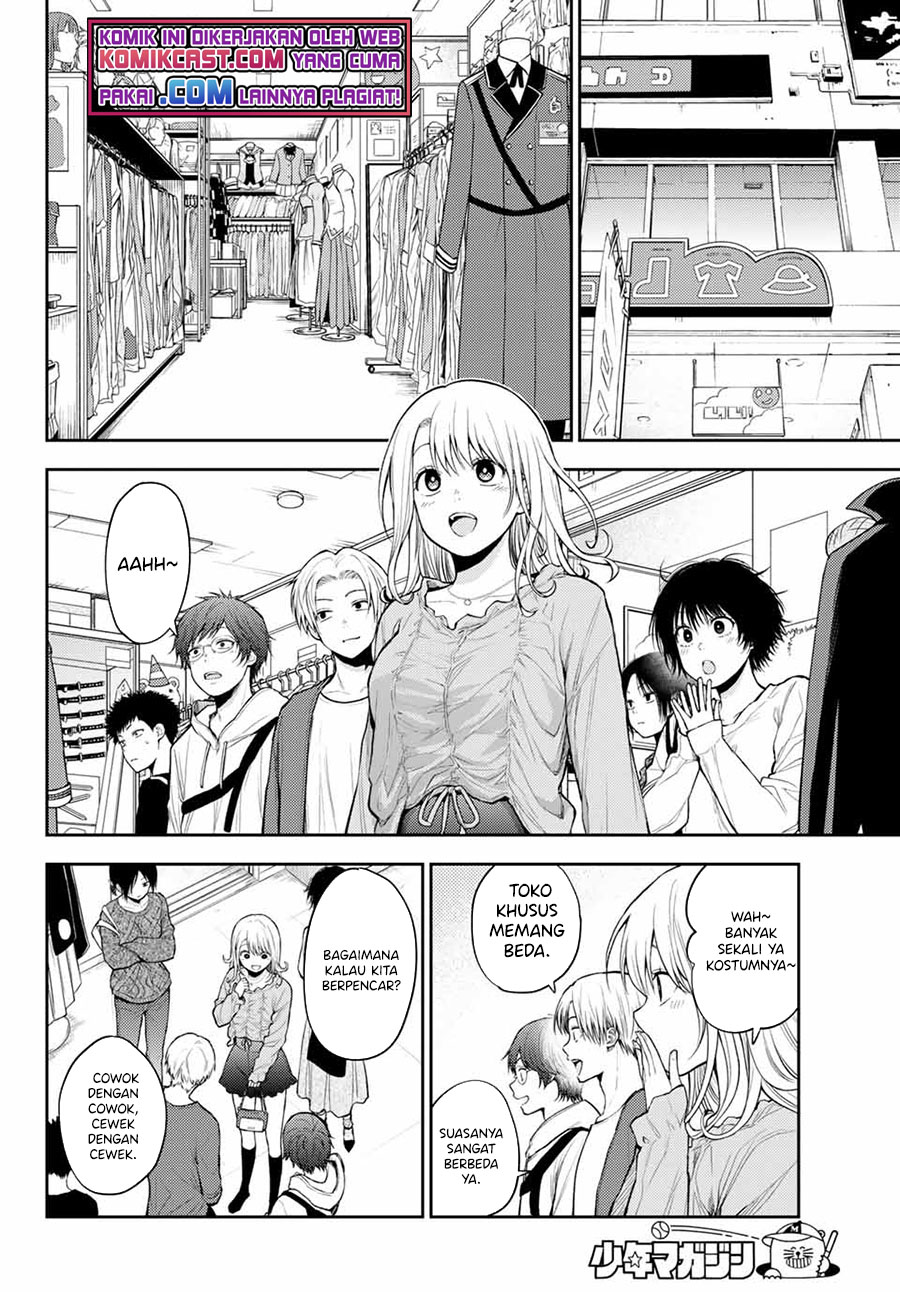 KOMIK INI DIKERJAKAN OLEH WEB
KOMIKCAST.COM YANG CUMA
PAKAI .COM LAINNYA PLAGIAT!
AAHH~
WAH~
BANYAK
SEKALI YA
KOSTUMNYA~
TOKO
KHUSUS
MEMANG
BEDA.
SUASANYA
SANGAT
BERBEDA
YA.
BAGAIMANA
KALAU KITA
BERPENCAR?
COWOK
DENGAN
COWOK,
CEWEK
DENGAN
CEWEK.
少年マガジン
M